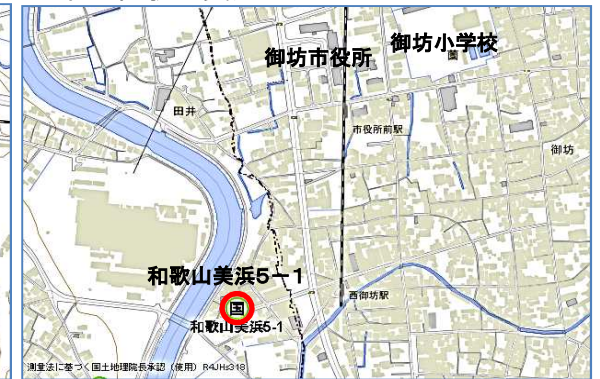 御坊市役所
御坊小学校
田井
市役所前駅
御坊
和歌山美浜5-1
国
和歌山美浜5-1
西御坊駅
測量法に基づく国土地理院長承認(使用)R4JHs318